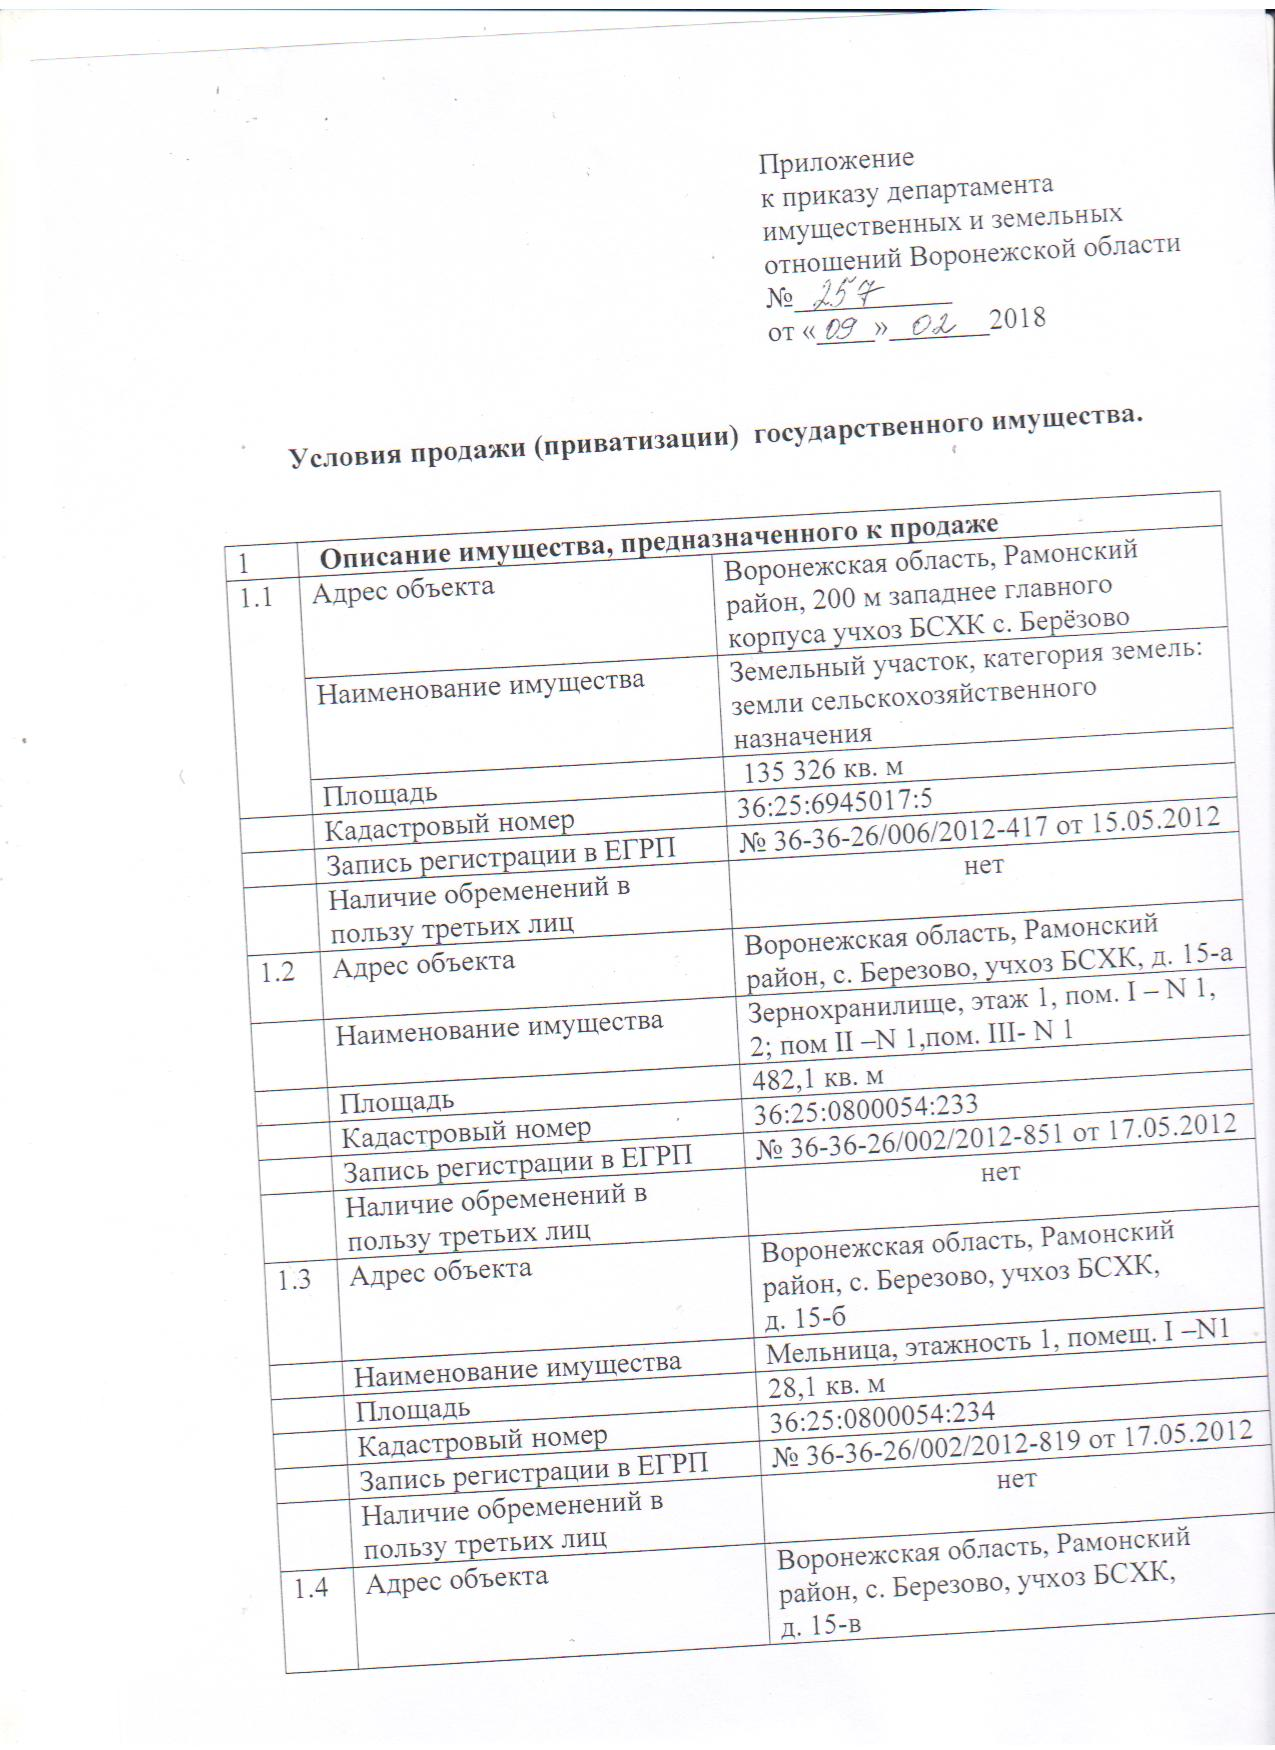 Приложение
к приказу департамента
имущественных и земельных
отношений Воронежской области
№ 257
от «09» 02 2018
Условия продажи (приватизации) государственного имущества.
1 Описание имущества, предназначенного к продаже
1.1 Адрес объекта Воронежская область, Рамонский
район, 200 м западнее главного
корпуса учхоз БСХК с. Берёзово
Наименование имущества Земельный участок, категория земель:
земли сельскохозяйственного
назначения
Площадь 135 326 кв. м
Кадастровый номер 36:25:6945017:5
Запись регистрации в ЕГРП № 36-36-26/006/2012-417 от 15.05.2012
Наличие обременений в нет
пользу третьих лиц
1.2 Адрес объекта Воронежская область, Рамонский
район, с. Березово, учхоз БСХК, д. 15-а
Наименование имущества Зернохранилище, этаж 1, пом. I – N 1,
2; пом II –N 1,пом. III- N 1
Площадь 482,1 кв. м
Кадастровый номер 36:25:0800054:233
Запись регистрации в ЕГРП № 36-36-26/002/2012-851 от 17.05.2012
Наличие обременений в нет
пользу третьих лиц
1.3 Адрес объекта Воронежская область, Рамонский
район, с. Березово, учхоз БСХК,
д. 15-б
Наименование имущества Мельница, этажность 1, помещ. I –N1
Площадь 28,1 кв. м
Кадастровый номер 36:25:0800054:234
Запись регистрации в ЕГРП № 36-36-26/002/2012-819 от 17.05.2012
Наличие обременений в нет
пользу третьих лиц
1.4 Адрес объекта Воронежская область, Рамонский
район, с. Березово, учхоз БСХК,
д. 15-в